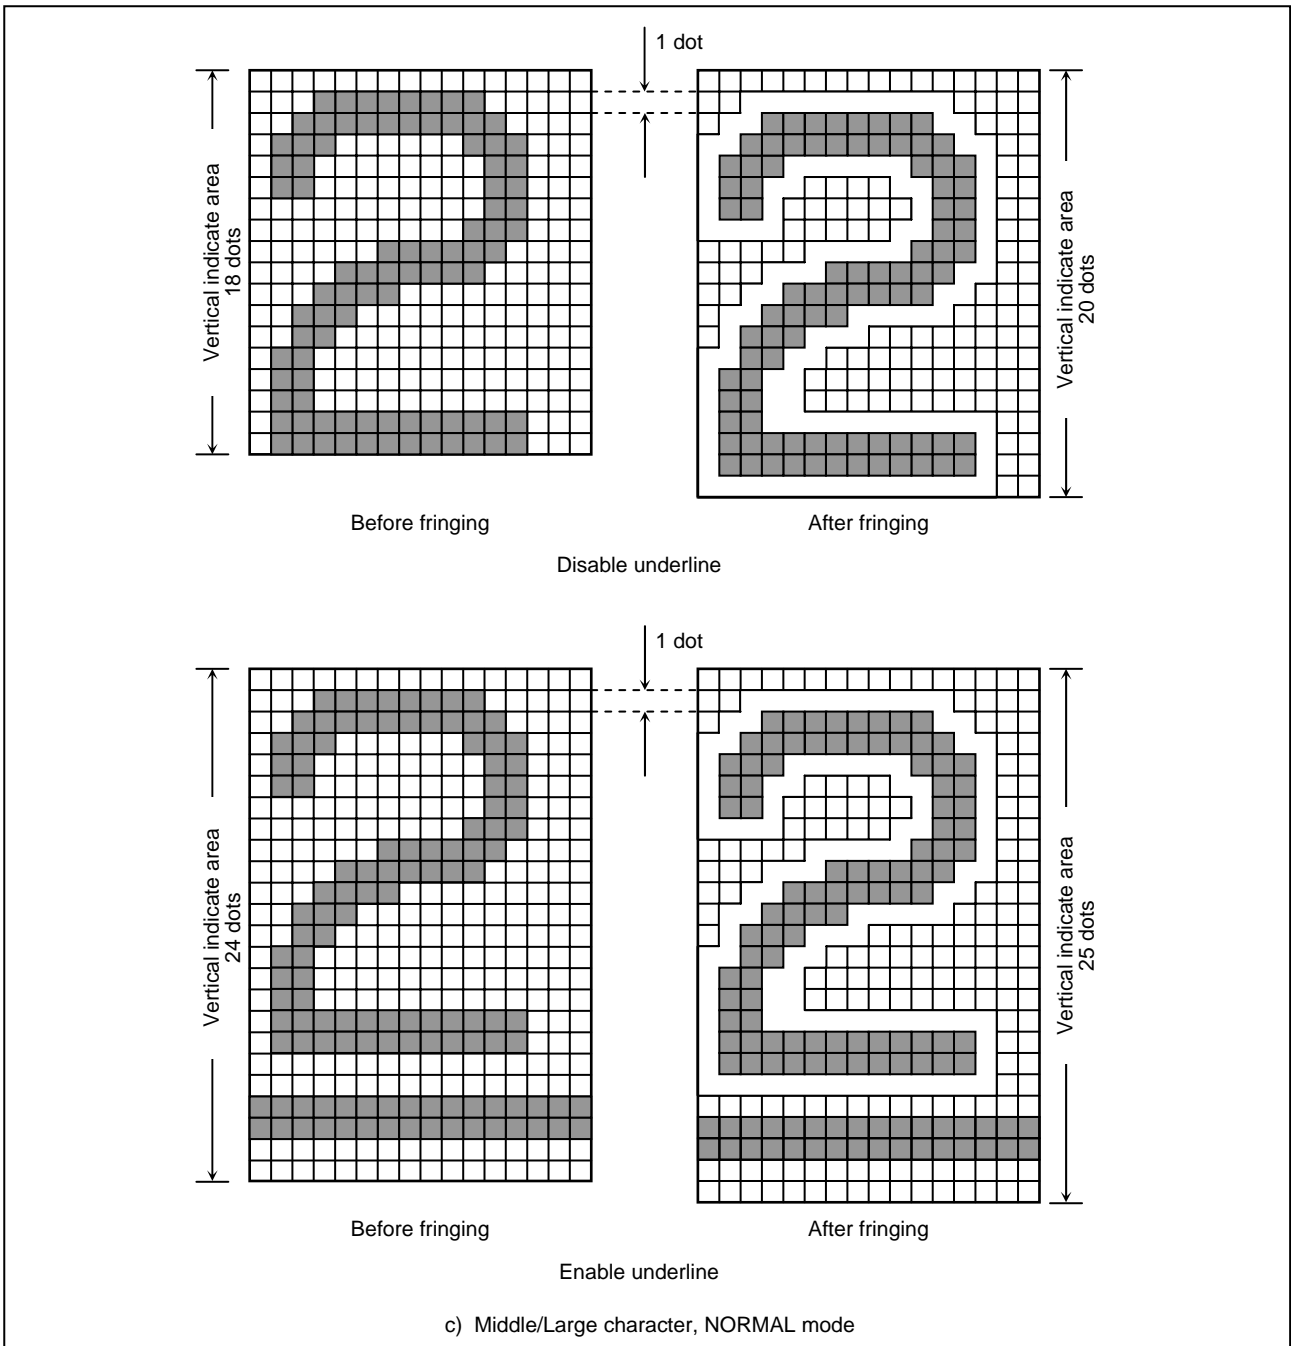 1 dot
Vertical indicate area
18 dots
Vertical indicate area
20 dots
Before fringing
After fringing
Disable underline
1 dot
Vertical indicate area
24 dots
Vertical indicate area
25 dots
Before fringing
After fringing
Enable underline
c) Middle/Large character, NORMAL mode